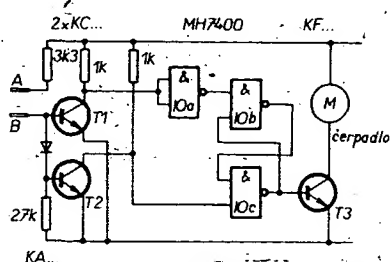 2xKC... MH7400 KF...
A 3k3 1k 1k & & M
B T1 10a 10b čerpadlo
T2 & 10c T3
27k
KA...